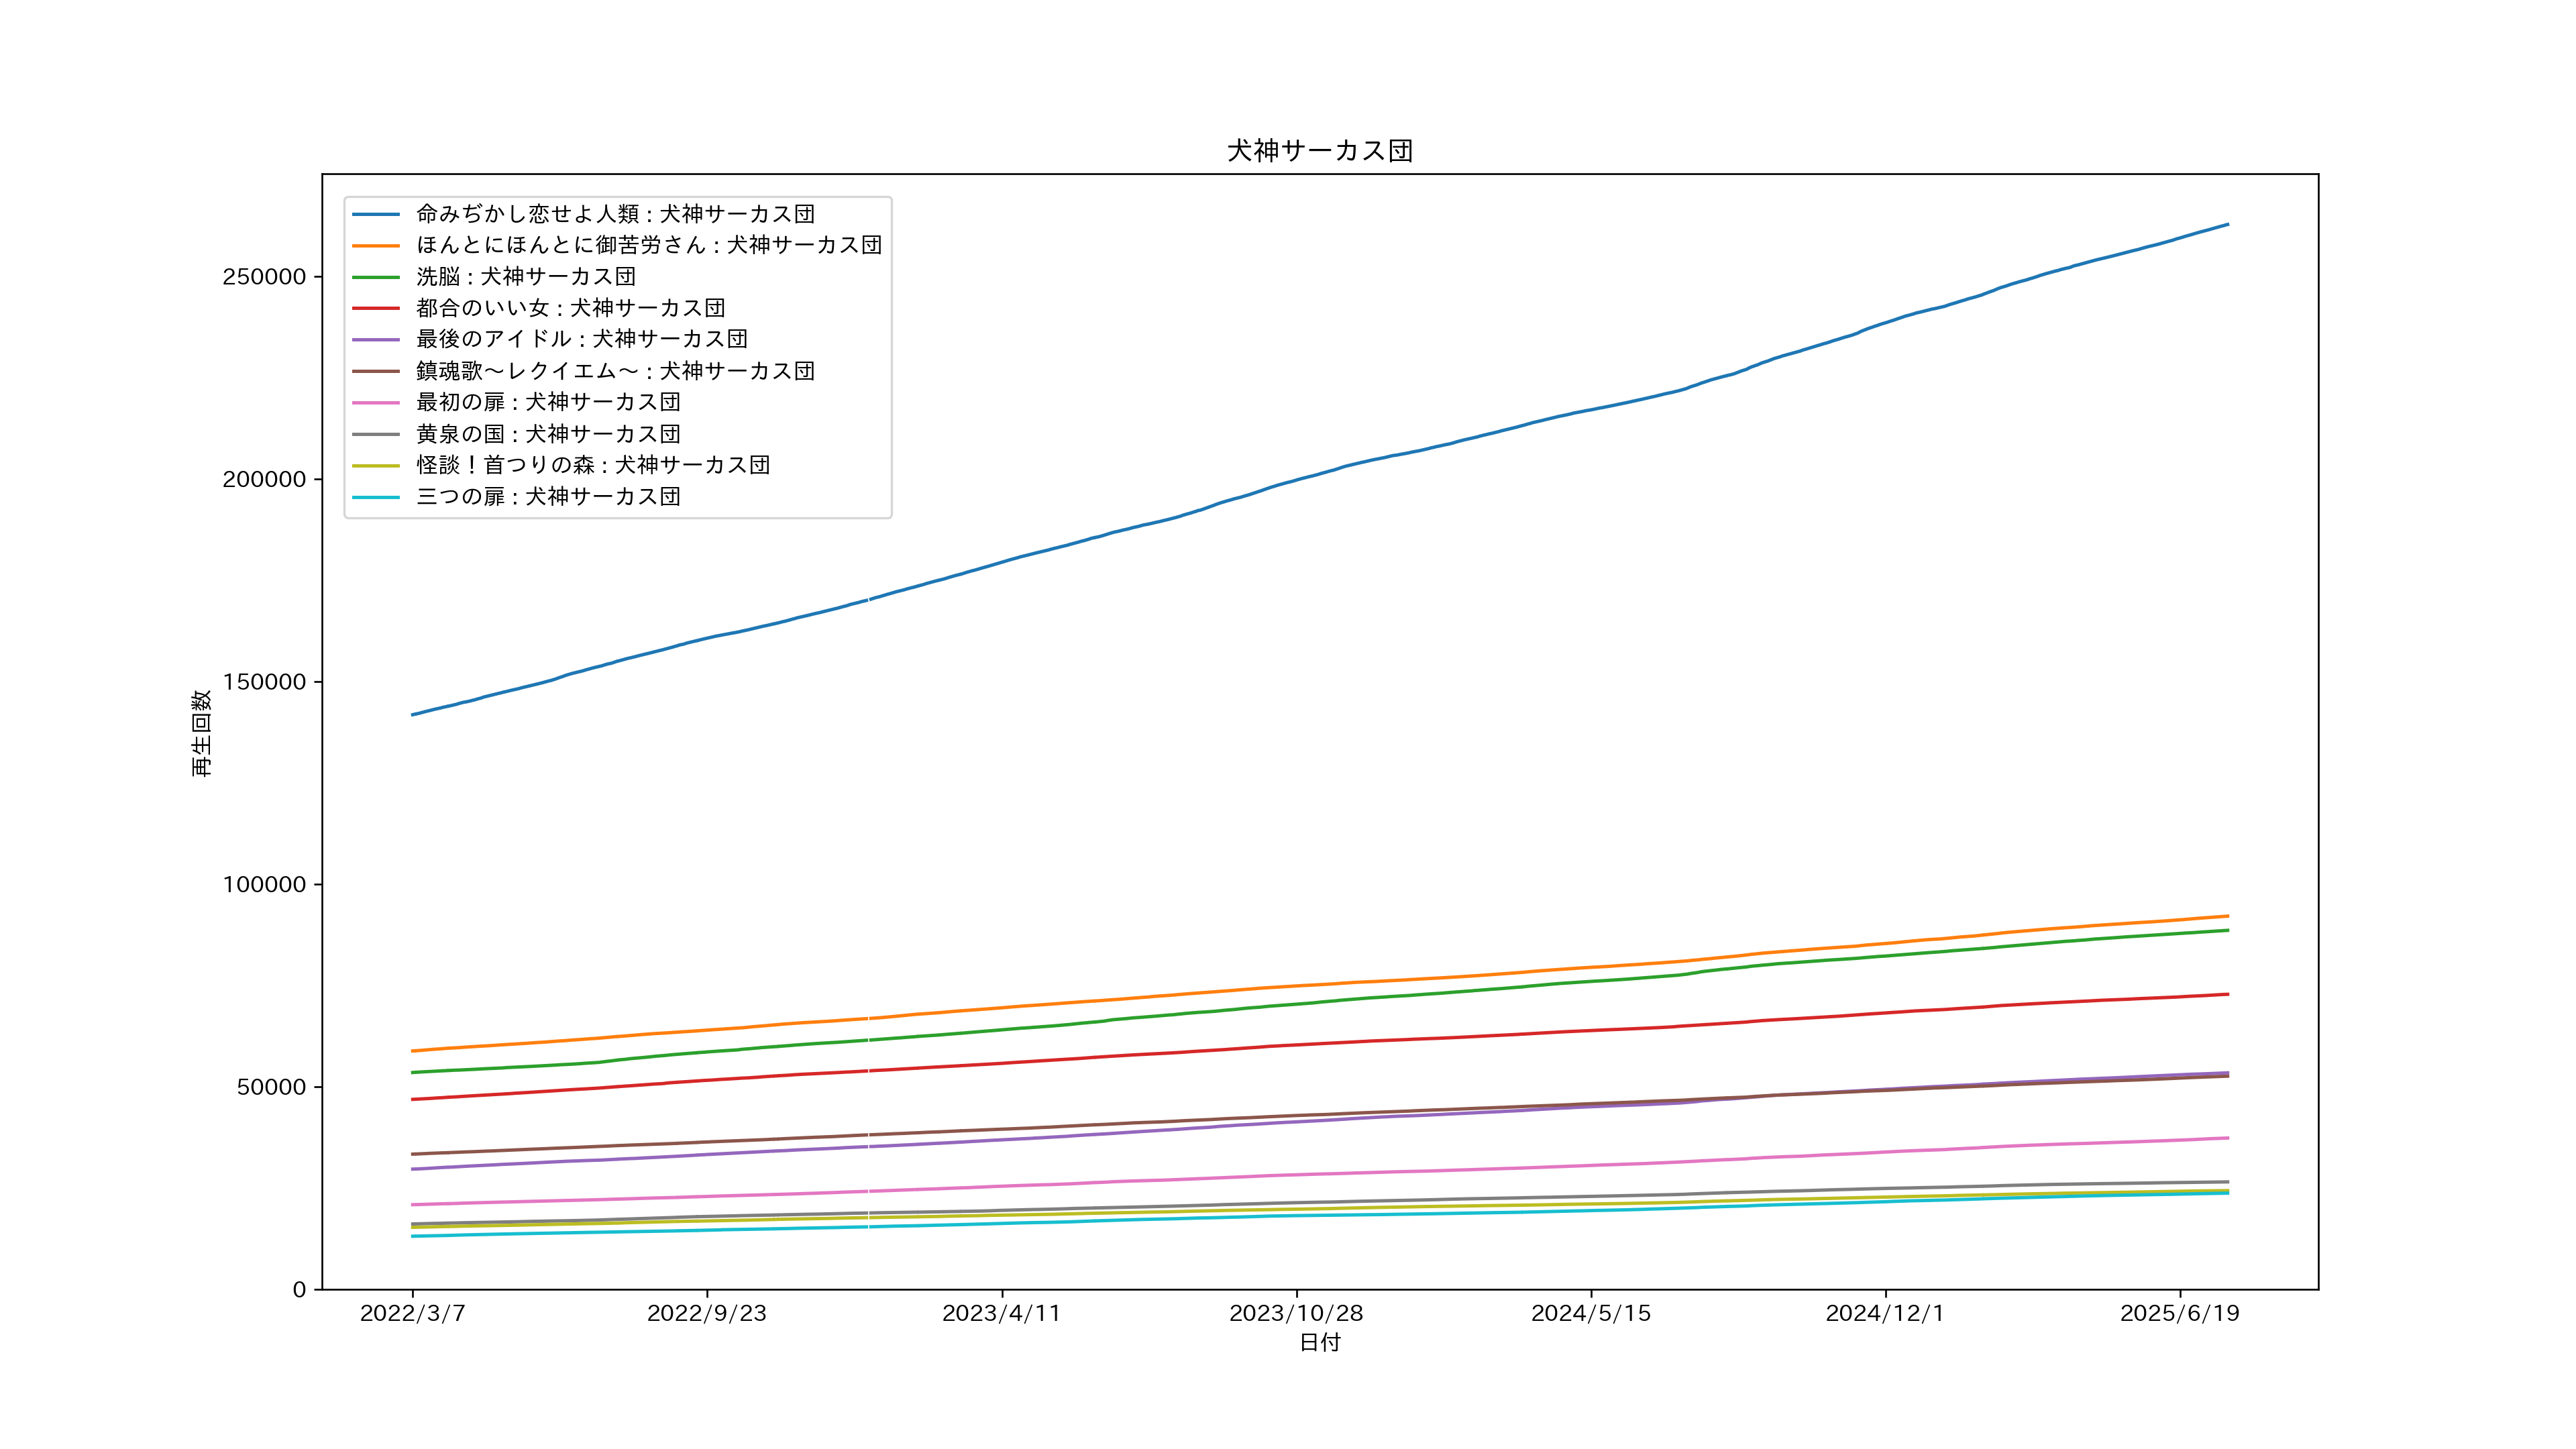 犬神サーカス団
命みぢかし恋せよ人類 : 犬神サーカス団
ほんとにほんとに御苦労さん : 犬神サーカス団
洗脳 : 犬神サーカス団
都合のいい女 : 犬神サーカス団
最後のアイドル : 犬神サーカス団
鎮魂歌～レクイエム～ : 犬神サーカス団
最初の扉 : 犬神サーカス団
黄泉の国 : 犬神サーカス団
怪談！首つりの森 : 犬神サーカス団
三つの扉 : 犬神サーカス団
再生回数
250000
200000
150000
100000
50000
0
2022/3/7
2022/9/23
2023/4/11
2023/10/28
2024/5/15
2024/12/1
2025/6/19
日付